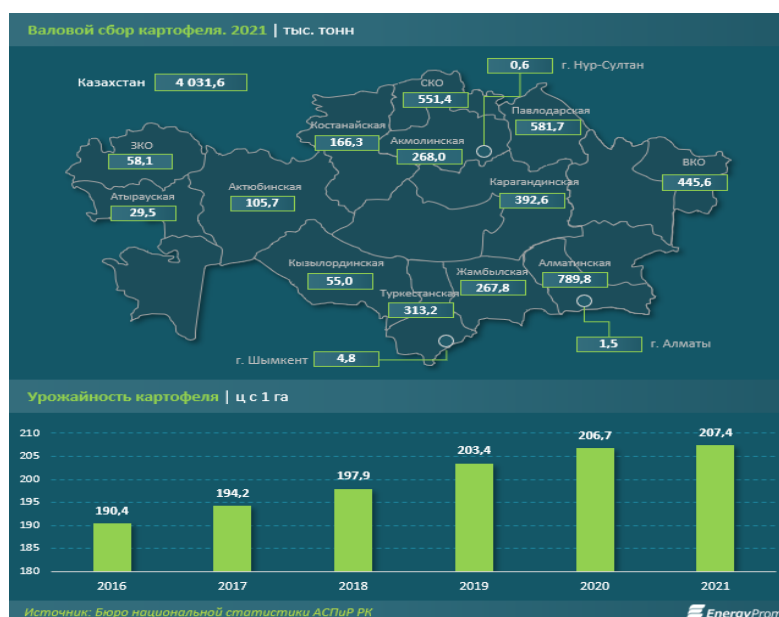 Валовой сбор картофеля. 2021 | тыс. тонн
Казахстан 4 031,6
0,6 г. Нур-Султан
СКО
551,4
Павлодарская
581,7
Костанайская
166,3
Акмолинская
268,0
ЗКО
58,1
ВКО
445,6
Атырауская
29,5
Актюбинская
105,7
Карагандинская
392,6
Кызылординская
55,0
Жамбылская
267,8
Алматинская
789,8
Туркестанская
313,2
г. Шымкент 4,8
1,5 г. Алматы
Урожайность картофеля | ц с 1 га
210
205
200
195
190
185
180
190,4
194,2
197,9
203,4
206,7
207,4
2016 2017 2018 2019 2020 2021
Источник: Бюро национальной статистики АСПиР РК
EnergyProm